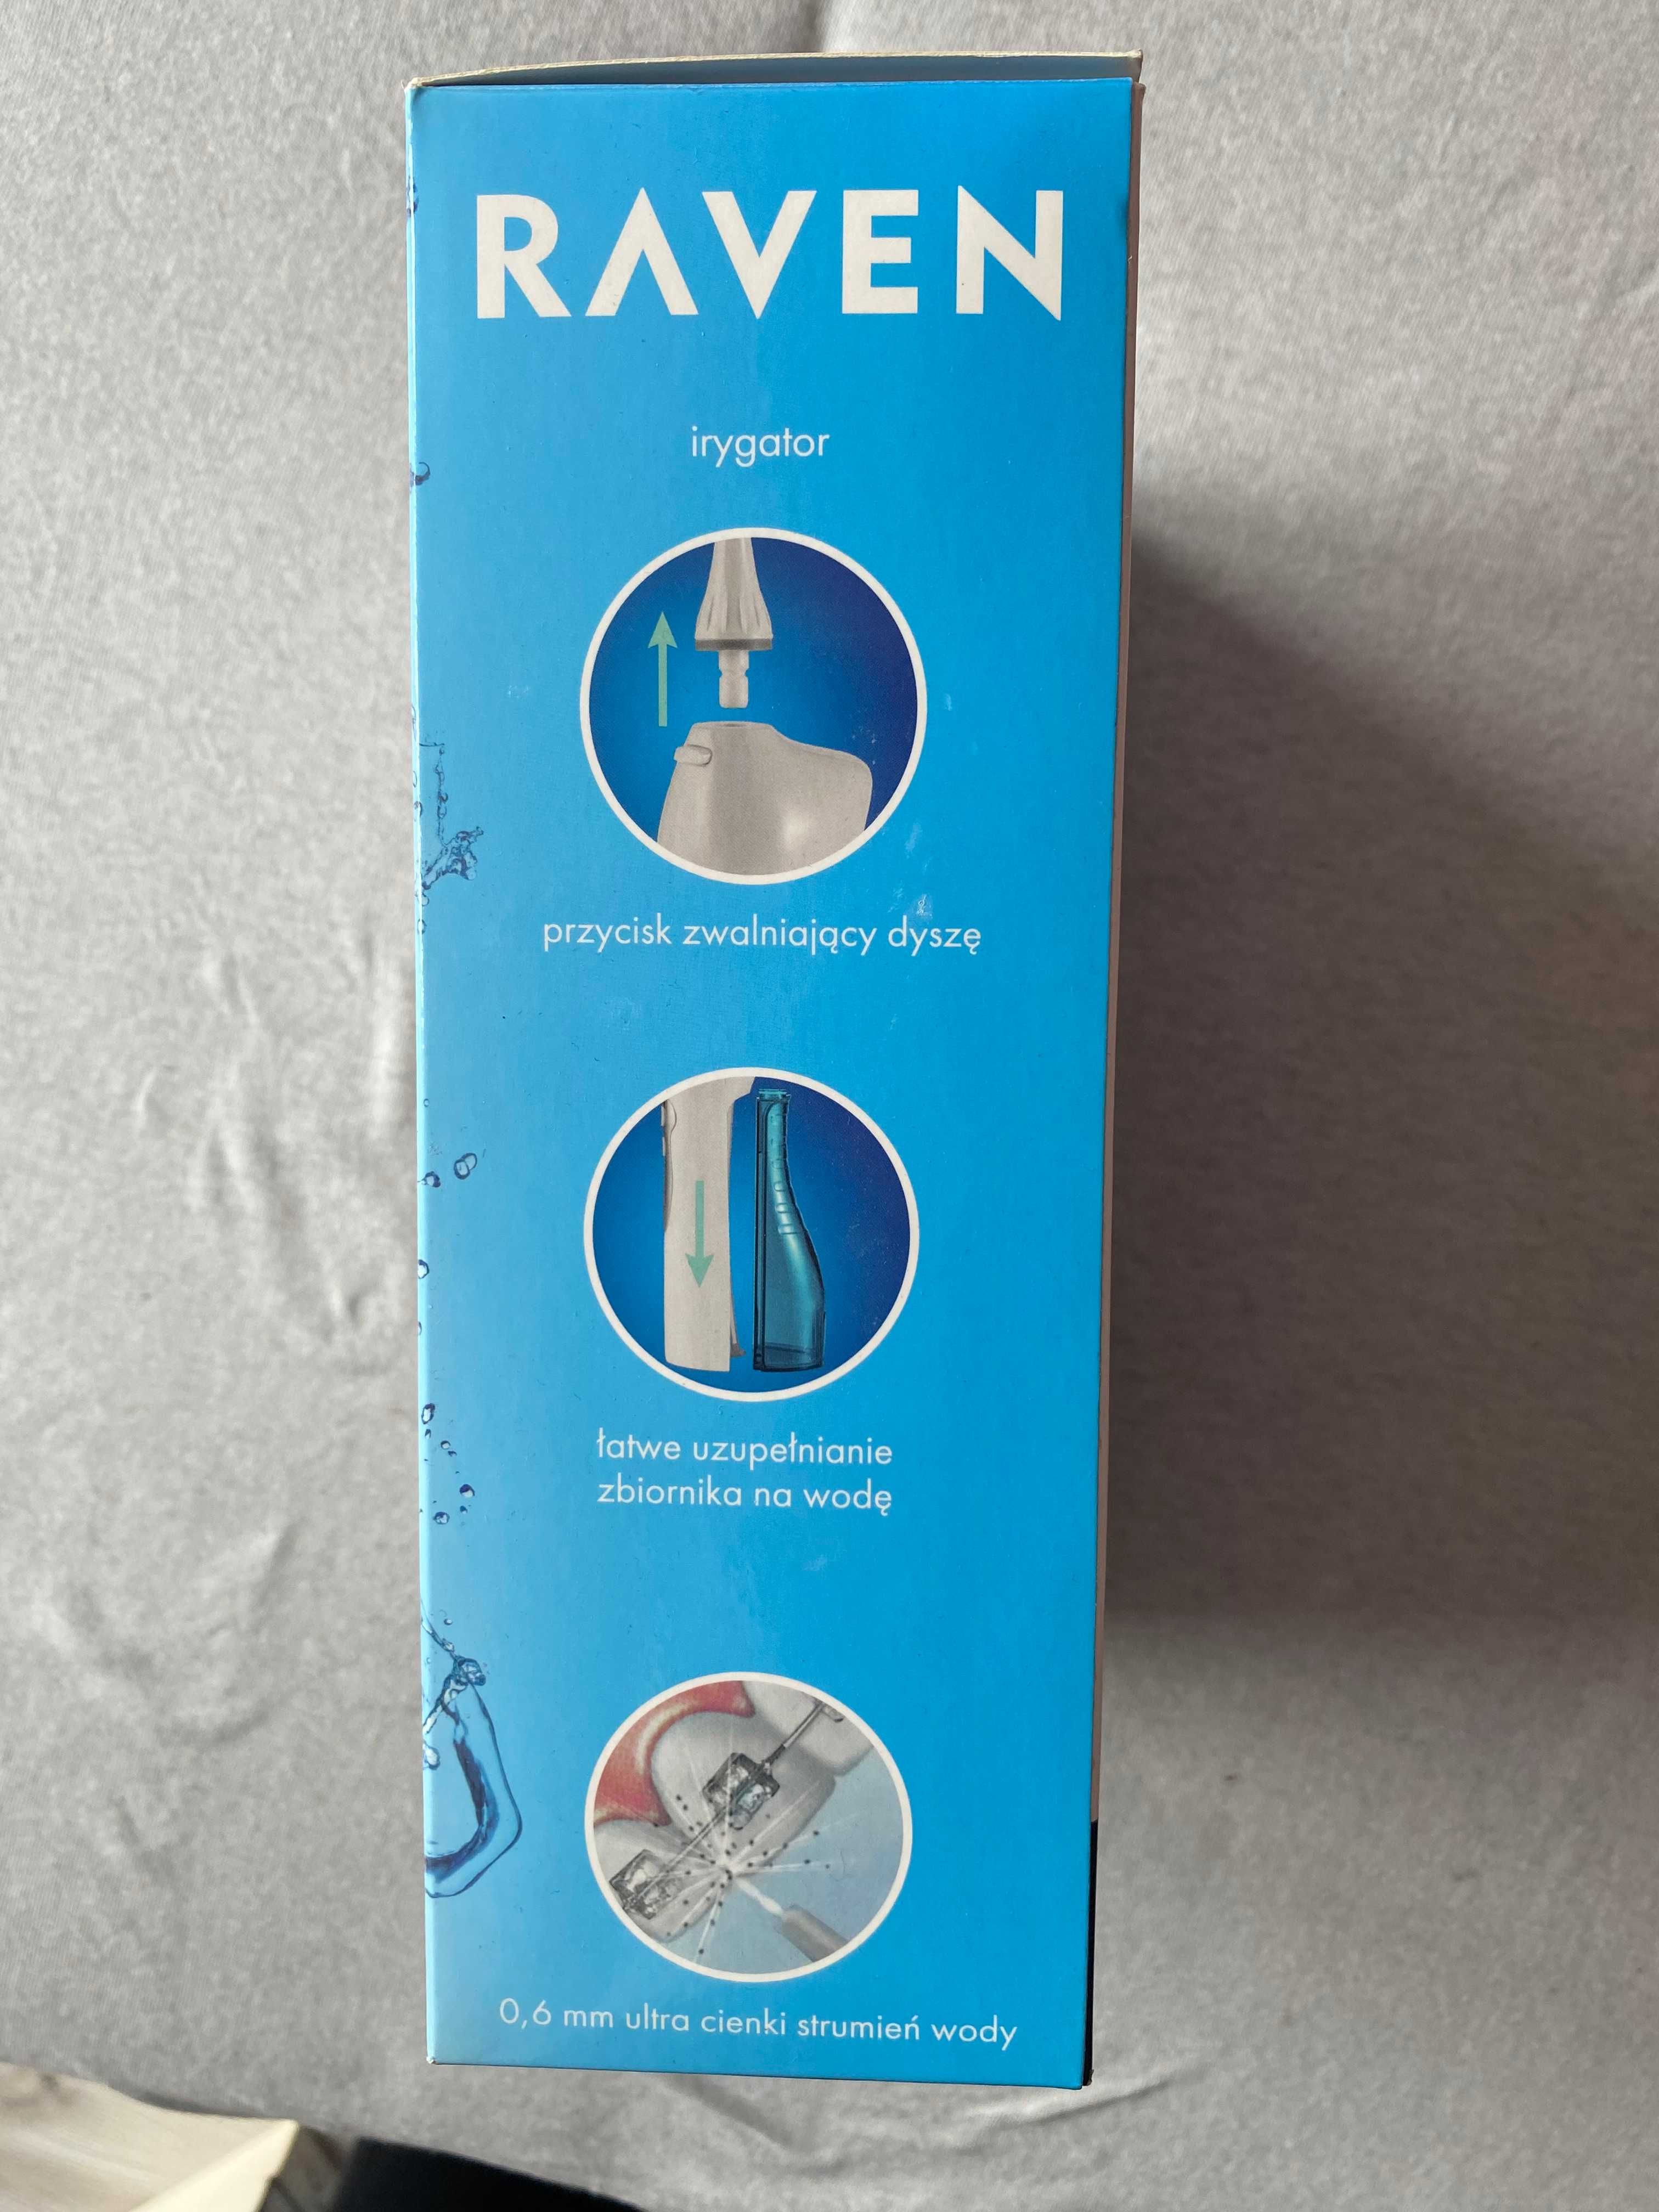 RAVEN
irygator
przycisk zwalniający dyszę
łatwe uzupełnianie
zbiornika na wodę
0,6 mm ultra cienki strumień wody